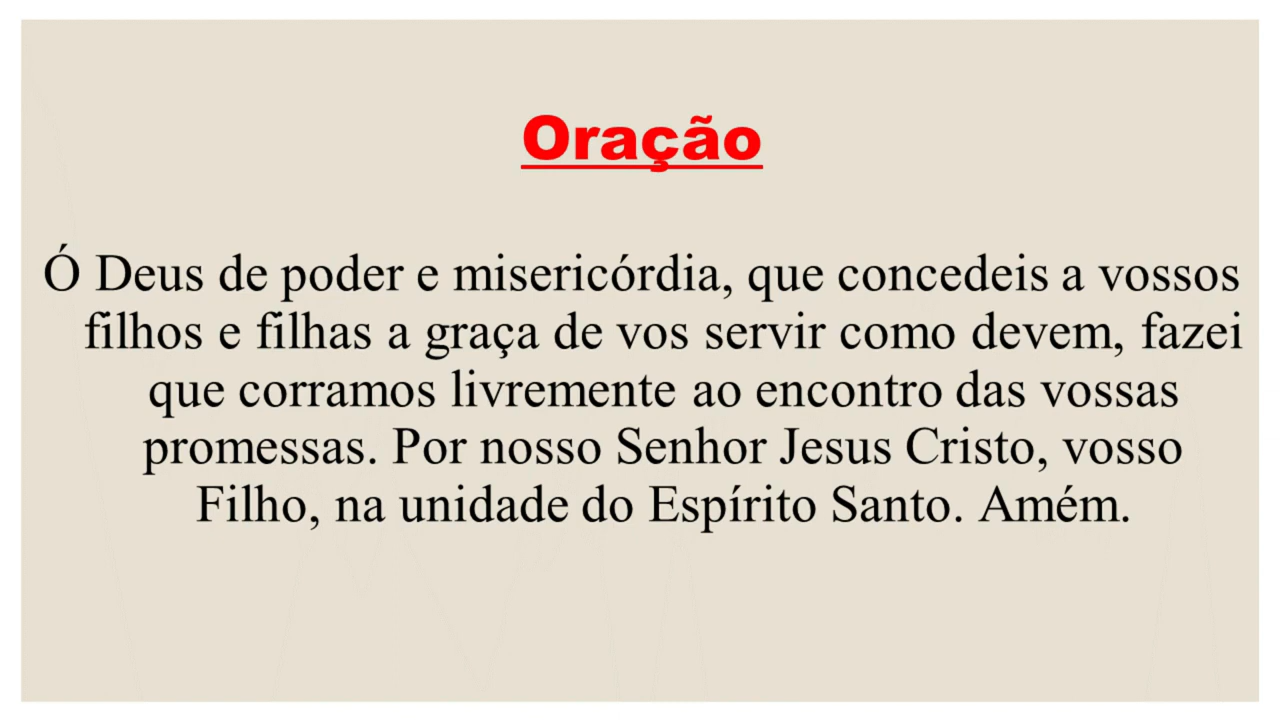 Oração
Ó Deus de poder e misericórdia, que concedeis a vossos
filhos e filhas a graça de vos servir como devem, fazei
que corramos livremente ao encontro das vossas
promessas. Por nosso Senhor Jesus Cristo, vosso
Filho, na unidade do Espírito Santo. Amém.